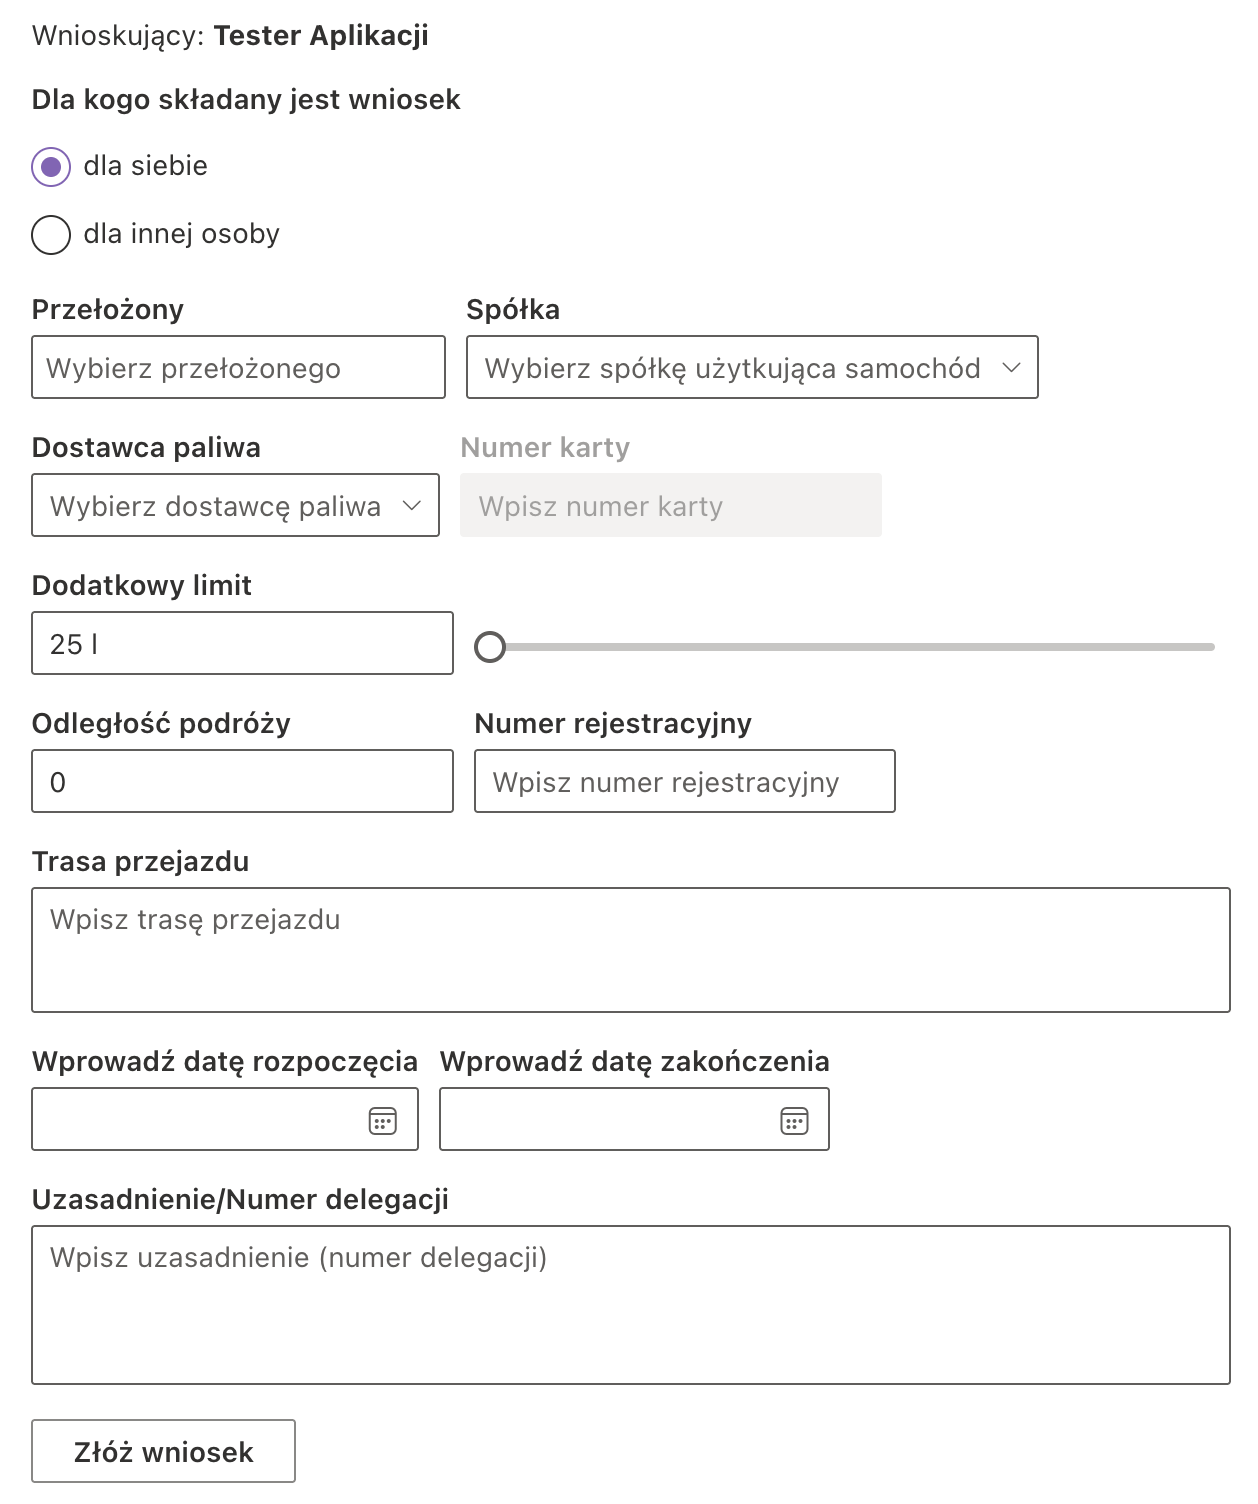 Wnioskujący: Tester Aplikacji
Dla kogo składany jest wniosek
dla siebie
dla innej osoby
Przełożony Spółka
Wybierz przełożonego Wybierz spółkę użytkująca samochód
Dostawca paliwa Numer karty
Wybierz dostawcę paliwa Wpisz numer karty
Dodatkowy limit
25 l
Odległość podróży Numer rejestracyjny
0 Wpisz numer rejestracyjny
Trasa przejazdu
Wpisz trasę przejazdu
Wprowadź datę rozpoczęcia Wprowadź datę zakończenia
Uzasadnienie/Numer delegacji
Wpisz uzasadnienie (numer delegacji)
Złóż wniosek